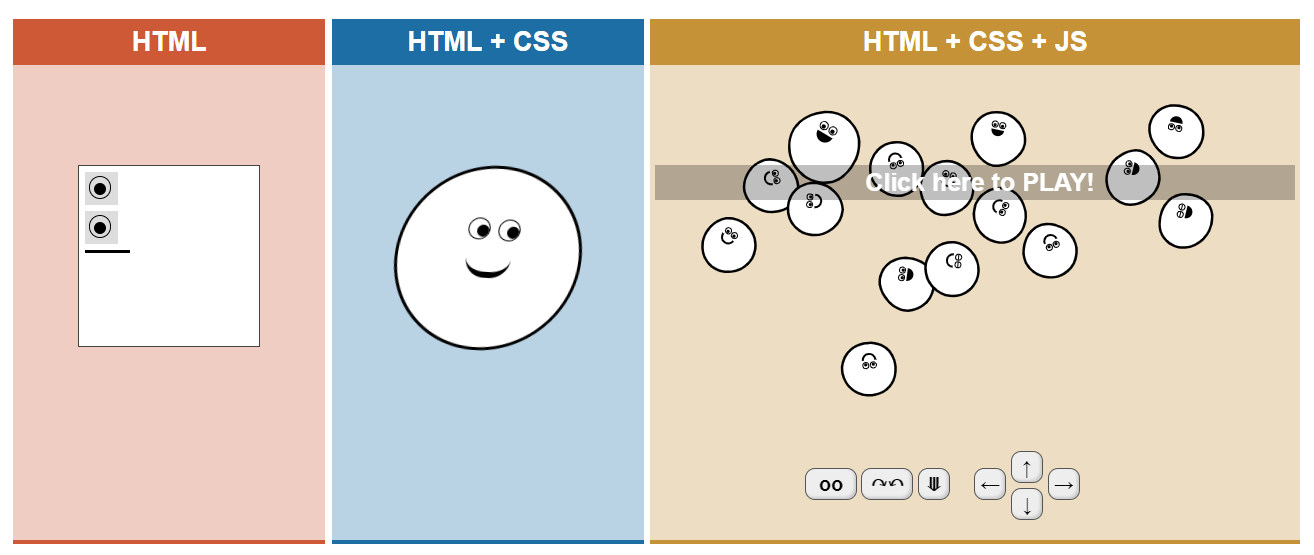 HTML
HTML + CSS
HTML + CSS + JS
Click here to PLAY!
oo
↑
← →
↓